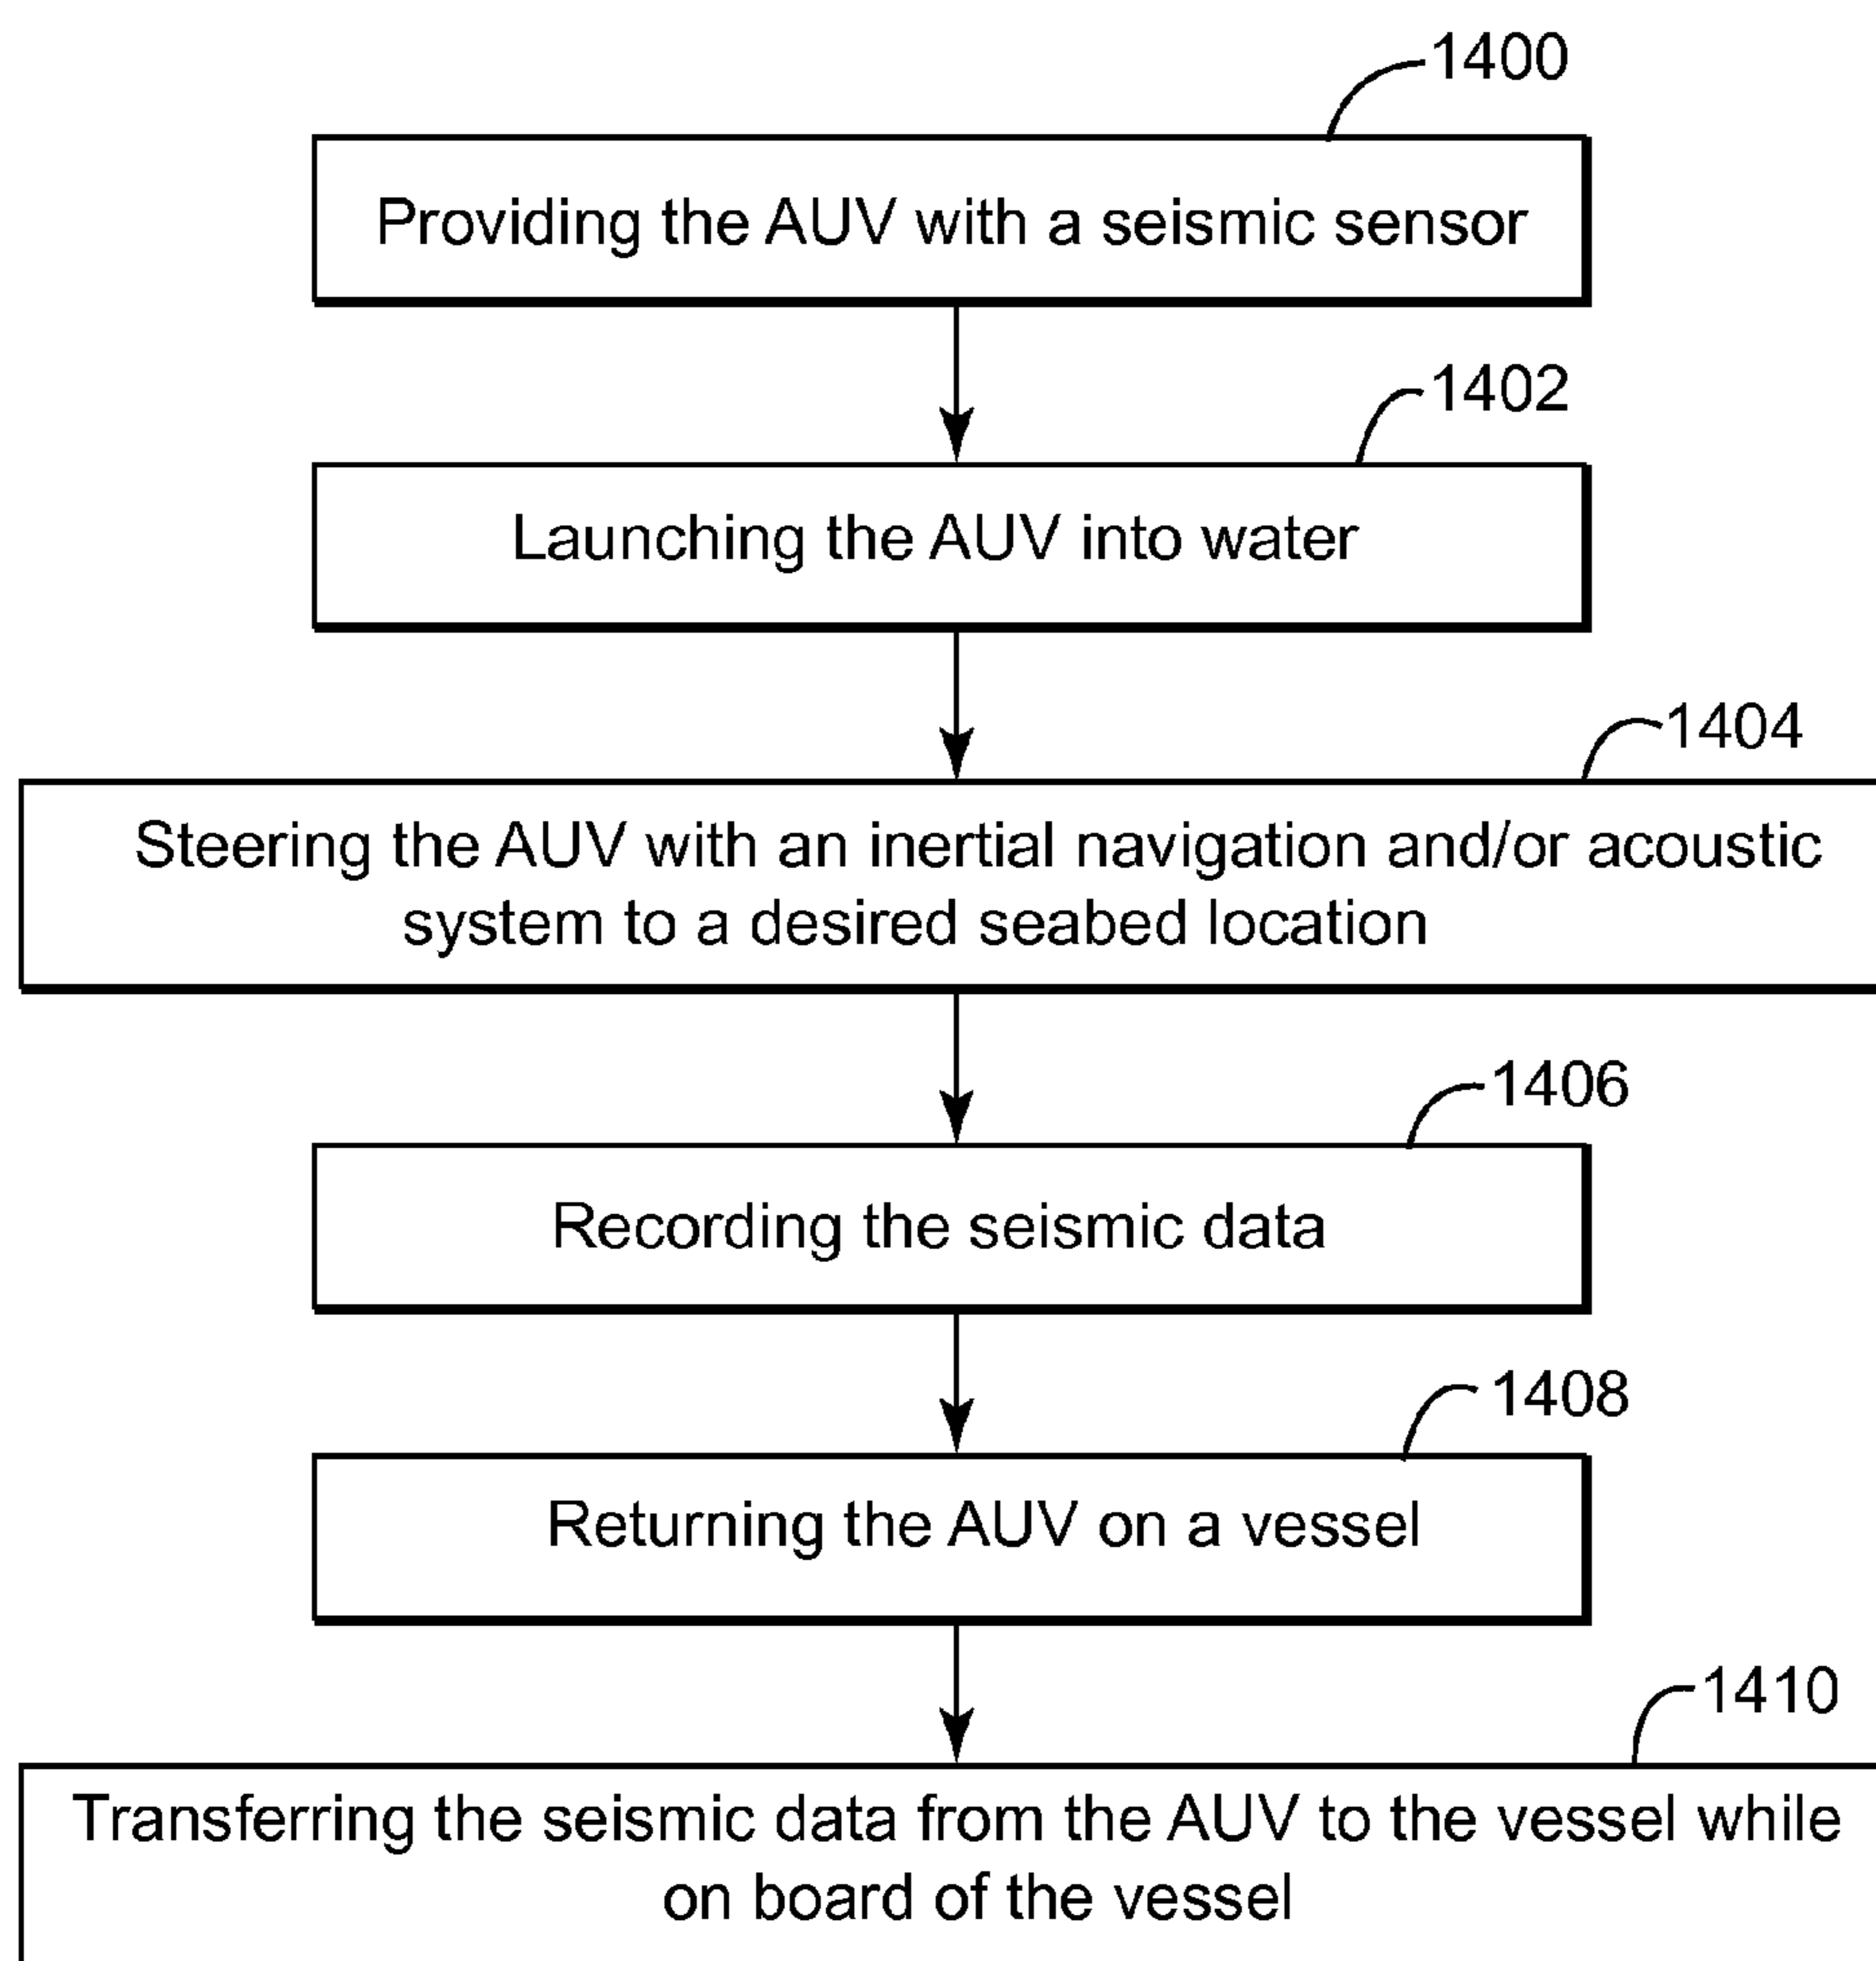 1400
Providing the AUV with a seismic sensor
1402
Launching the AUV into water
1404
Steering the AUV with an inertial navigation and/or acoustic
system to a desired seabed location
1406
Recording the seismic data
1408
Returning the AUV on a vessel
1410
Transferring the seismic data from the AUV to the vessel while
on board of the vessel